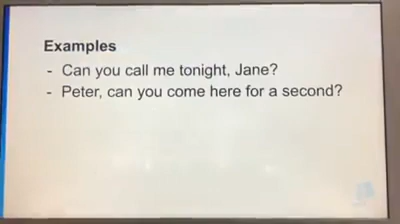 Examples
- Can you call me tonight, Jane?
- Peter, can you come here for a second?